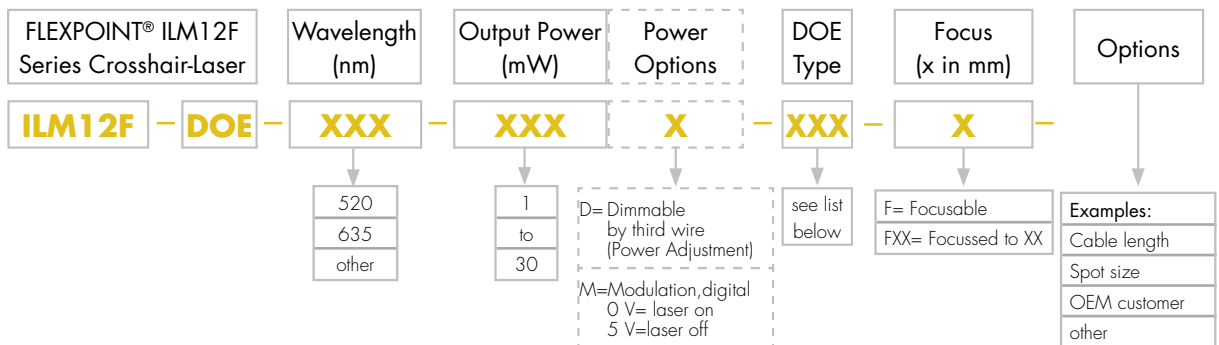 FLEXPOINT® ILM12F
Series Crosshair-Laser
Wavelength
(nm)
Output Power
(mW)
Power
Options
DOE
Type
Focus
(x in mm)
Options
ILM12F – DOE – XXX – XXX X – XXX – X –
520
635
other
1
to
30
D= Dimmable
by third wire
(Power Adjustment)
M=Modulation,digital
0 V= laser on
5 V=laser off
see list
below
F= Focusable
FXX= Focussed to XX
Examples:
Cable length
Spot size
OEM customer
other